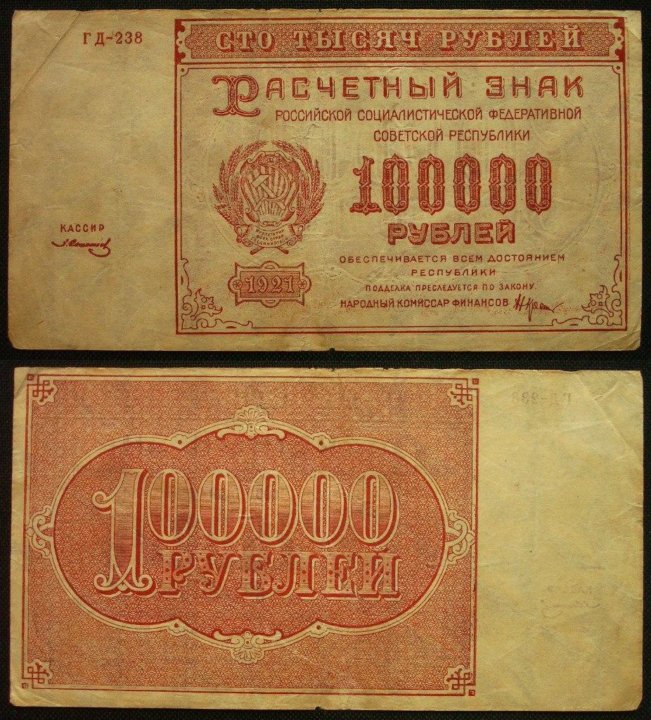 ГД-238
СТО ТЫСЯЧ РУБЛЕЙ
РАСЧЕТНЫЙ ЗНАК
РОССИЙСКОЙ СОЦИАЛИСТИЧЕСКОЙ ФЕДЕРАТИВНОЙ
СОВЕТСКОЙ РЕСПУБЛИКИ
100000
РУБЛЕЙ
КАССИР
ОБЕСПЕЧИВАЕТСЯ ВСЕМ ДОСТОЯНИЕМ
РЕСПУБЛИКИ
1921
ПОДДЕЛКА ПРЕСЛЕДУЕТСЯ ПО ЗАКОНУ
НАРОДНЫЙ КОМИССАР ФИНАНСОВ
100000
РУБЛЕЙ